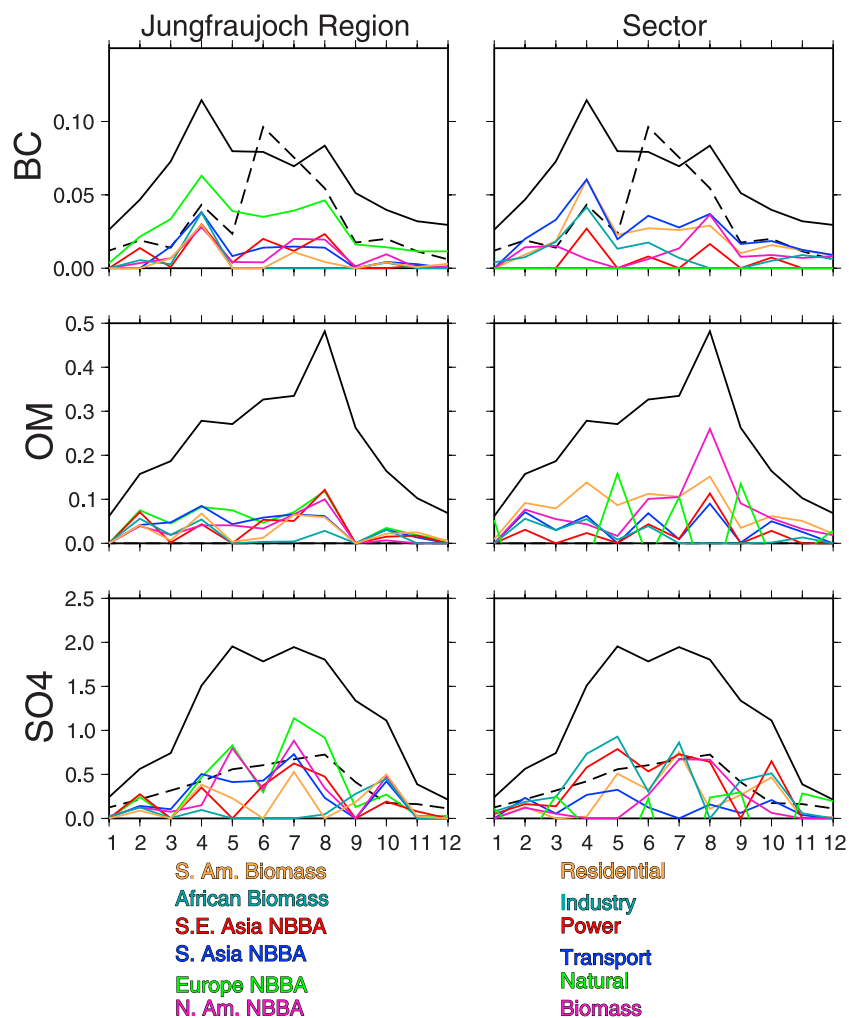 Jungfraujoch Region Sector
BC
0.10
0.05
0.00
OM
0.5
0.4
0.3
0.2
0.1
0.0
SO4
2.5
2.0
1.5
1.0
0.5
0.0
1 2 3 4 5 6 7 8 9 10 11 12 1 2 3 4 5 6 7 8 9 10 11 12
S. Am. Biomass
African Biomass
S.E. Asia NBBA
S. Asia NBBA
Europe NBBA
N. Am. NBBA
Residential
Industry
Power
Transport
Natural
Biomass